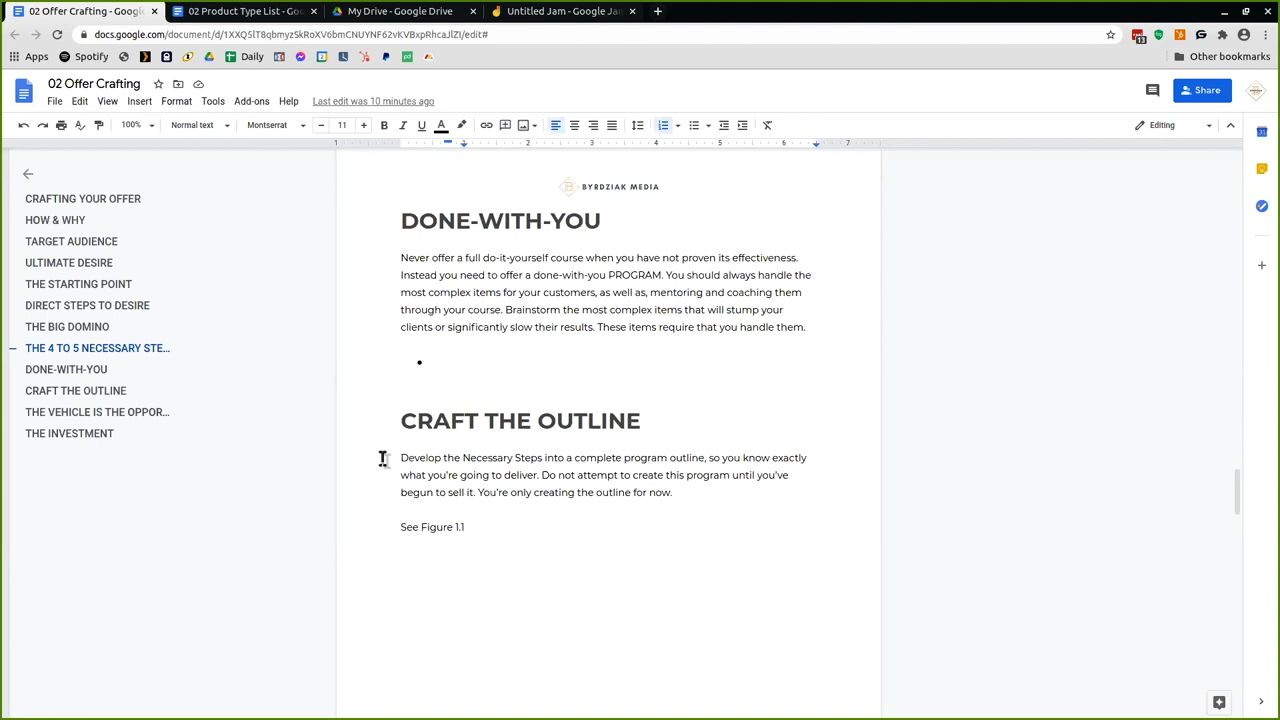 02 Offer Crafting - Google
02 Product Type List - Goo
My Drive - Google Drive
Untitled Jam - Google Jam
docs.google.com/document/d/1XXQ5lT8qbmyzSkRoXV6bmCNUYNF62vKVBxpRhcaJlZI/edit#
Apps
Spotify
Daily
13
Other bookmarks
02 Offer Crafting
File Edit View Insert Format Tools Add-ons Help Last edit was 10 minutes ago
Share
100% Normal text Montserrat 11 Editing
1 1 2 3 4 5 6 7
CRAFTING YOUR OFFER
HOW & WHY
TARGET AUDIENCE
ULTIMATE DESIRE
THE STARTING POINT
DIRECT STEPS TO DESIRE
THE BIG DOMINO
THE 4 TO 5 NECESSARY STE...
DONE-WITH-YOU
CRAFT THE OUTLINE
THE VEHICLE IS THE OPPOR...
THE INVESTMENT
BYRDZIAK MEDIA
DONE-WITH-YOU
Never offer a full do-it-yourself course when you have not proven its effectiveness.
Instead you need to offer a done-with-you PROGRAM. You should always handle the
most complex items for your customers, as well as, mentoring and coaching them
through your course. Brainstorm the most complex items that will stump your
clients or significantly slow their results. These items require that you handle them.
CRAFT THE OUTLINE
Develop the Necessary Steps into a complete program outline, so you know exactly
what you're going to deliver. Do not attempt to create this program until you've
begun to sell it. You're only creating the outline for now.
See Figure 1.1